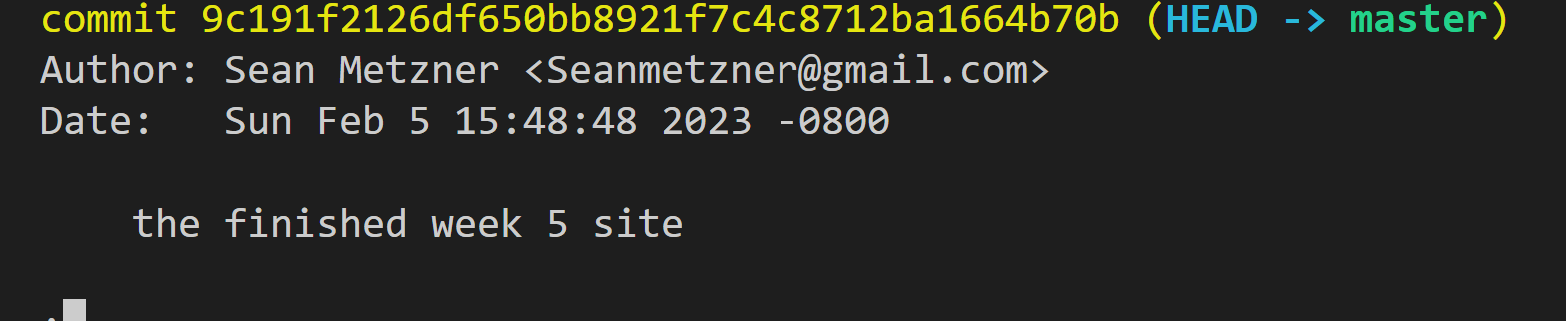 commit 9c191f2126df650bb8921f7c4c8712ba1664b70b (HEAD -> master)
Author: Sean Metzner <Seanmetzner@gmail.com>
Date:   Sun Feb 5 15:48:48 2023 -0800
the finished week 5 site